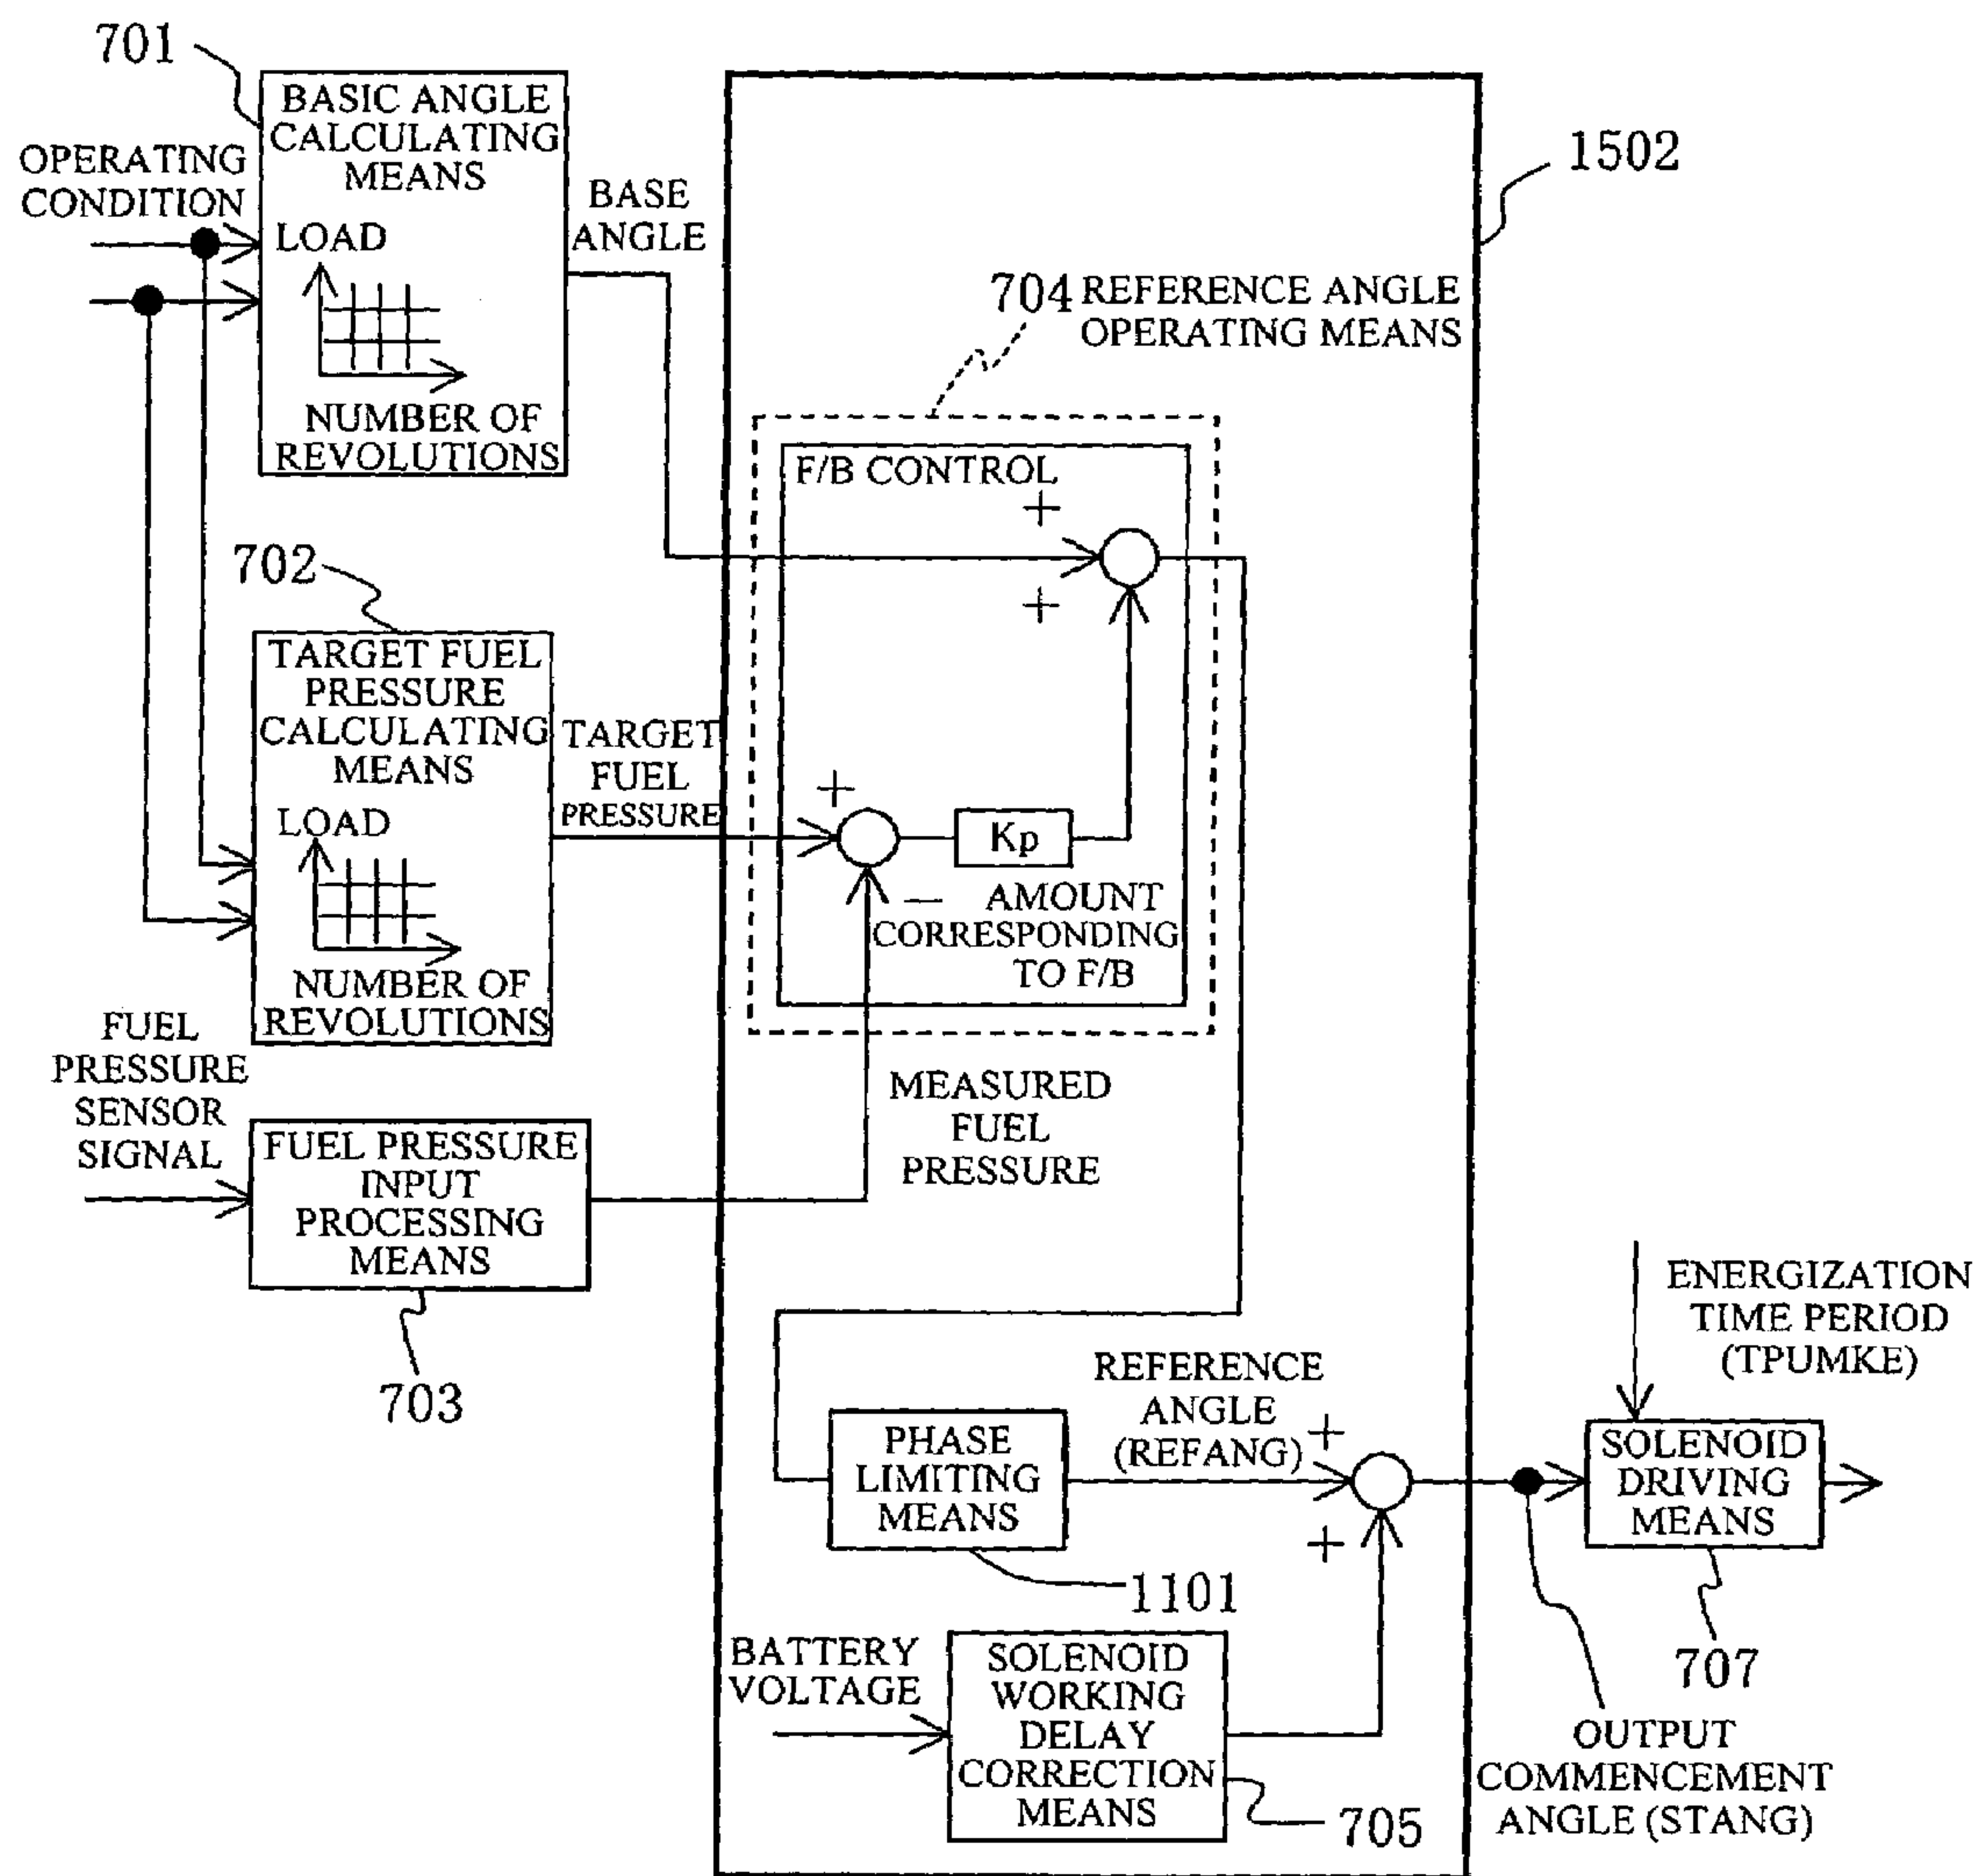 701
BASIC ANGLE
CALCULATING
MEANS
OPERATING
CONDITION
LOAD
NUMBER OF
REVOLUTIONS
BASE
ANGLE
1502
704 REFERENCE ANGLE
OPERATING MEANS
F/B CONTROL
+
+
702
TARGET FUEL
PRESSURE
CALCULATING
MEANS
LOAD
NUMBER OF
REVOLUTIONS
TARGET
FUEL
PRESSURE
+
Kp
— AMOUNT
CORRESPONDING
TO F/B
FUEL
PRESSURE
SENSOR
SIGNAL
FUEL PRESSURE
INPUT
PROCESSING
MEANS
703
MEASURED
FUEL
PRESSURE
ENERGIZATION
TIME PERIOD
(TPUMKE)
PHASE
LIMITING
MEANS
1101
REFERENCE
ANGLE
(REFANG)
+
+
SOLENOID
DRIVING
MEANS
707
BATTERY
VOLTAGE
SOLENOID
WORKING
DELAY
CORRECTION
MEANS
705
OUTPUT
COMMENCEMENT
ANGLE (STANG)